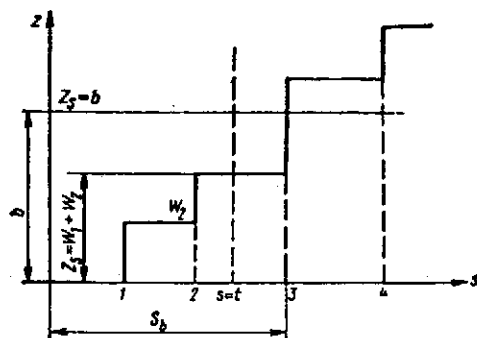 z
Z_s = b
b
Z_s = W_1 + W_2
W_2
1 2 s=t 3 4 s
S_b